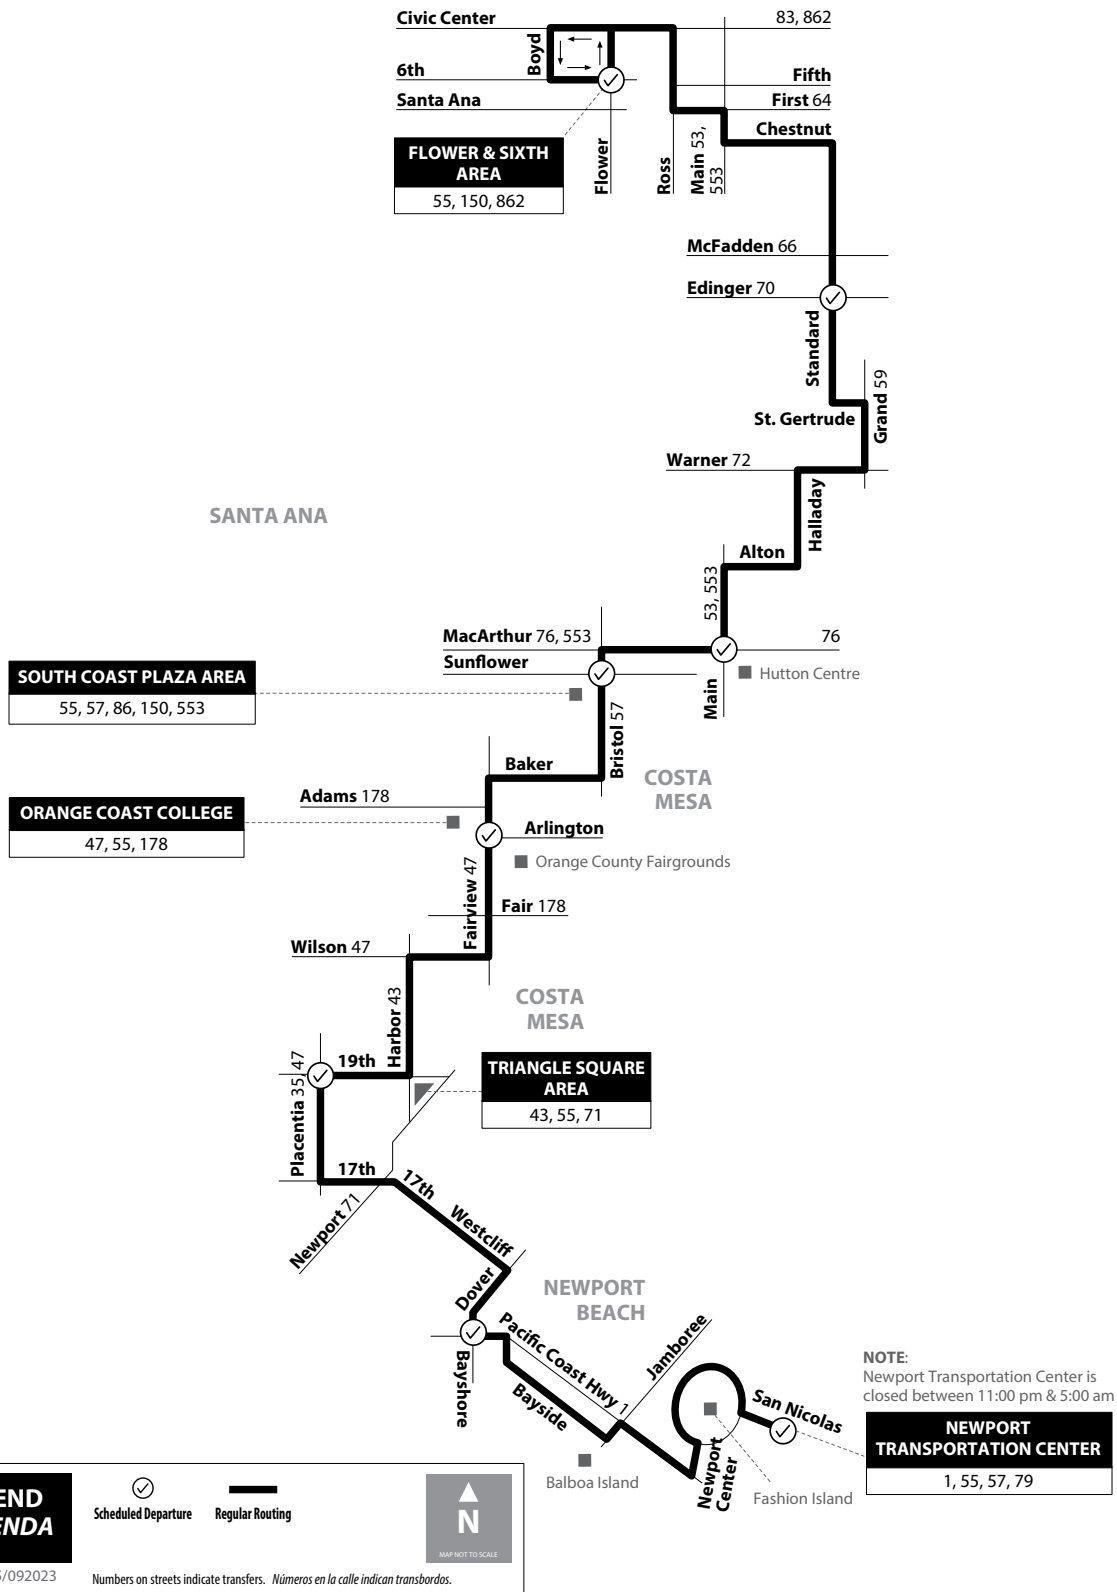 Civic Center
83, 862
Boyd
6th
Fifth
Santa Ana
First 64
Chestnut
FLOWER & SIXTH
AREA
55, 150, 862
Flower
Ross
Main 53,
553
McFadden 66
Edinger 70
Standard
Grand 59
St. Gertrude
Warner 72
Halladay
SANTA ANA
Alton
53, 553
MacArthur 76, 553
76
Sunflower
Hutton Centre
SOUTH COAST PLAZA AREA
55, 57, 86, 150, 553
Main
Bristol 57
Baker
COSTA
MESA
Adams 178
ORANGE COAST COLLEGE
47, 55, 178
Arlington
Orange County Fairgrounds
Fairview 47
Fair 178
Wilson 47
Harbor 43
COSTA
MESA
19th
TRIANGLE SQUARE
AREA
43, 55, 71
Placentia 35, 47
17th
17th
Newport 71
Westcliff
Dover
NEWPORT
BEACH
Pacific Coast Hwy 1
Jamboree
Bayshore
Bayside
NOTE:
Newport Transportation Center is
closed between 11:00 pm & 5:00 am
San Nicolas
NEWPORT
TRANSPORTATION CENTER
1, 55, 57, 79
Balboa Island
Newport
Center
Fashion Island
END
ENDA
Scheduled Departure
Regular Routing
N
MAP NOT TO SCALE
/092023
Numbers on streets indicate transfers. Números en la calle indican transbordos.